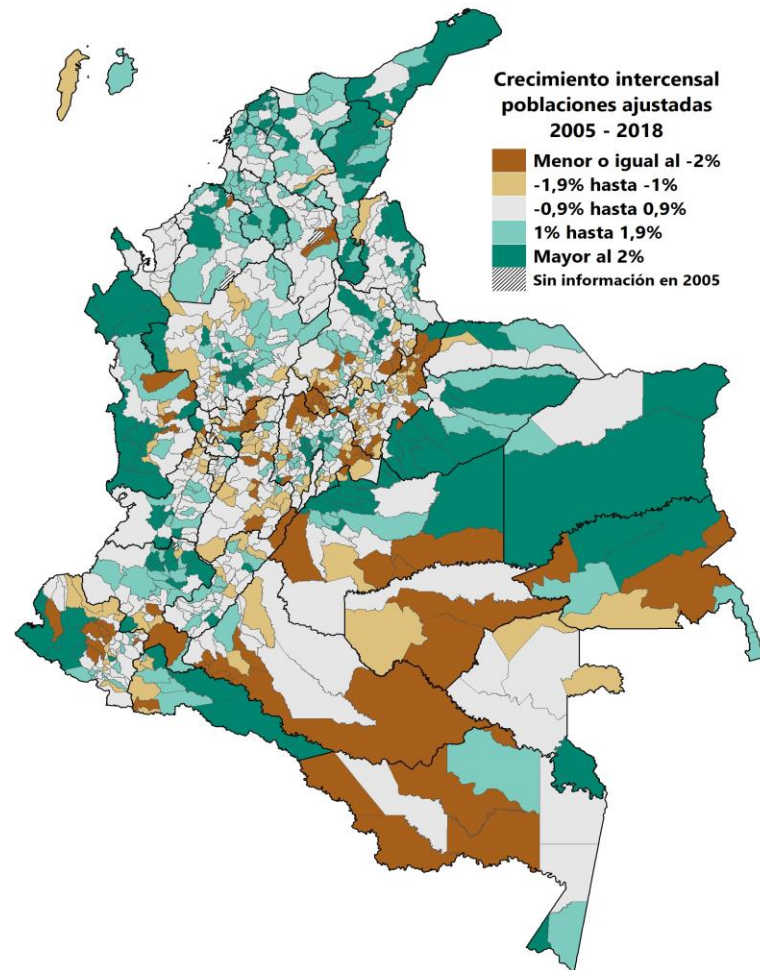 Crecimiento intercensal
poblaciones ajustadas
2005 - 2018
Menor o igual al -2%
-1,9% hasta -1%
-0,9% hasta 0,9%
1% hasta 1,9%
Mayor al 2%
Sin información en 2005